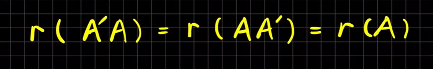 r(A′A) = r(AA′) = r(A)